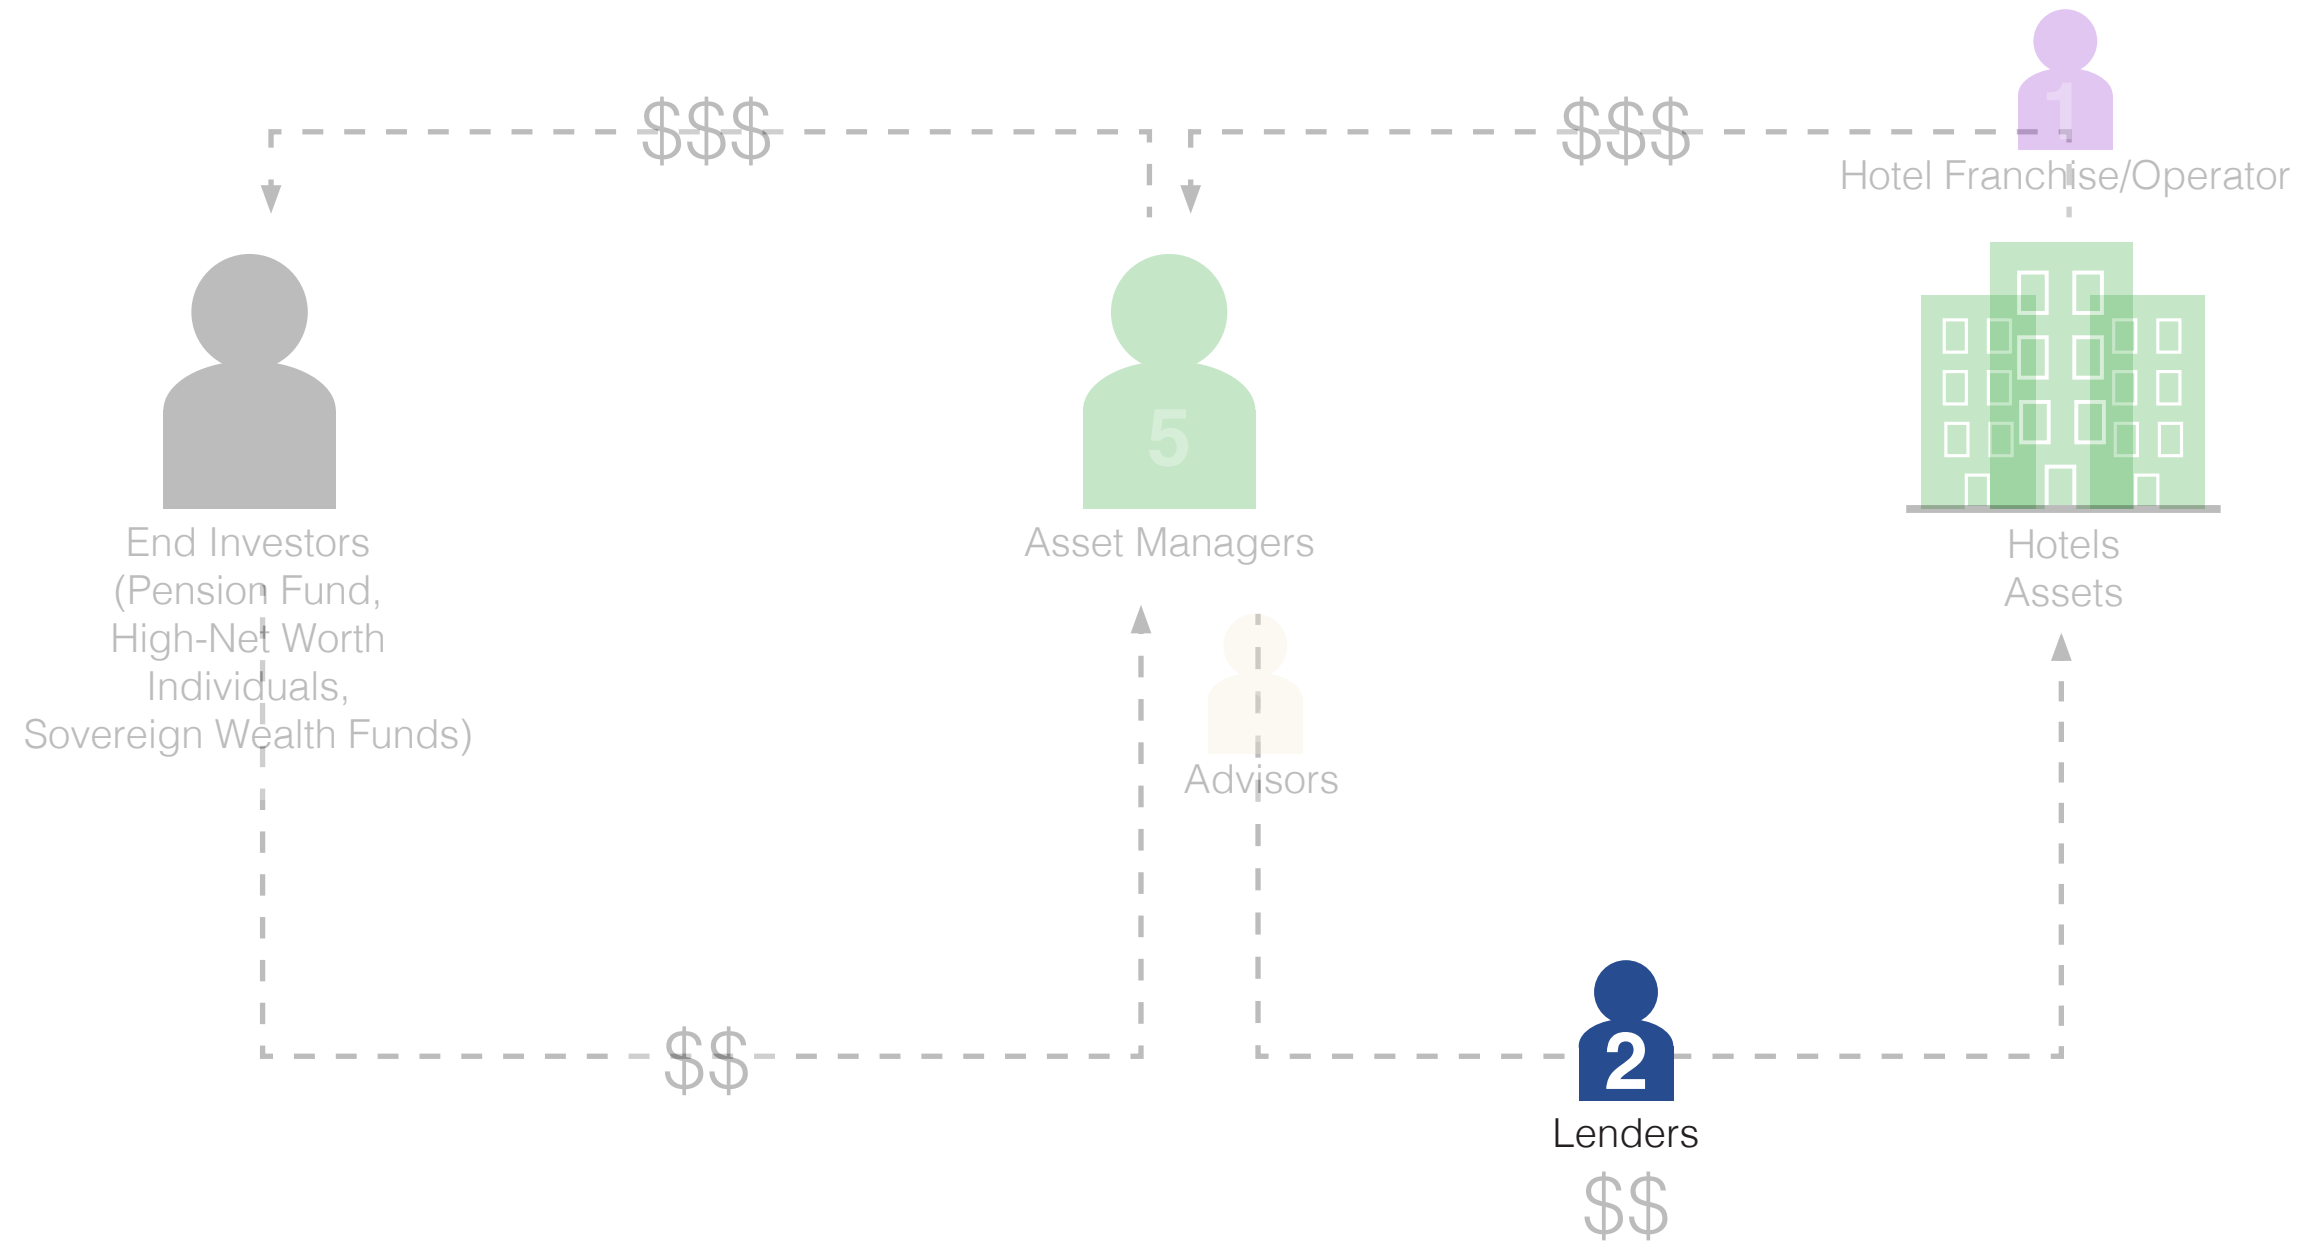 1
$$$
$$$
Hotel Franchise/Operator
5
End Investors
(Pension Fund,
High-Net Worth
Individuals,
Sovereign Wealth Funds)
Asset Managers
Hotels
Assets
Advisors
$$
2
Lenders
$$